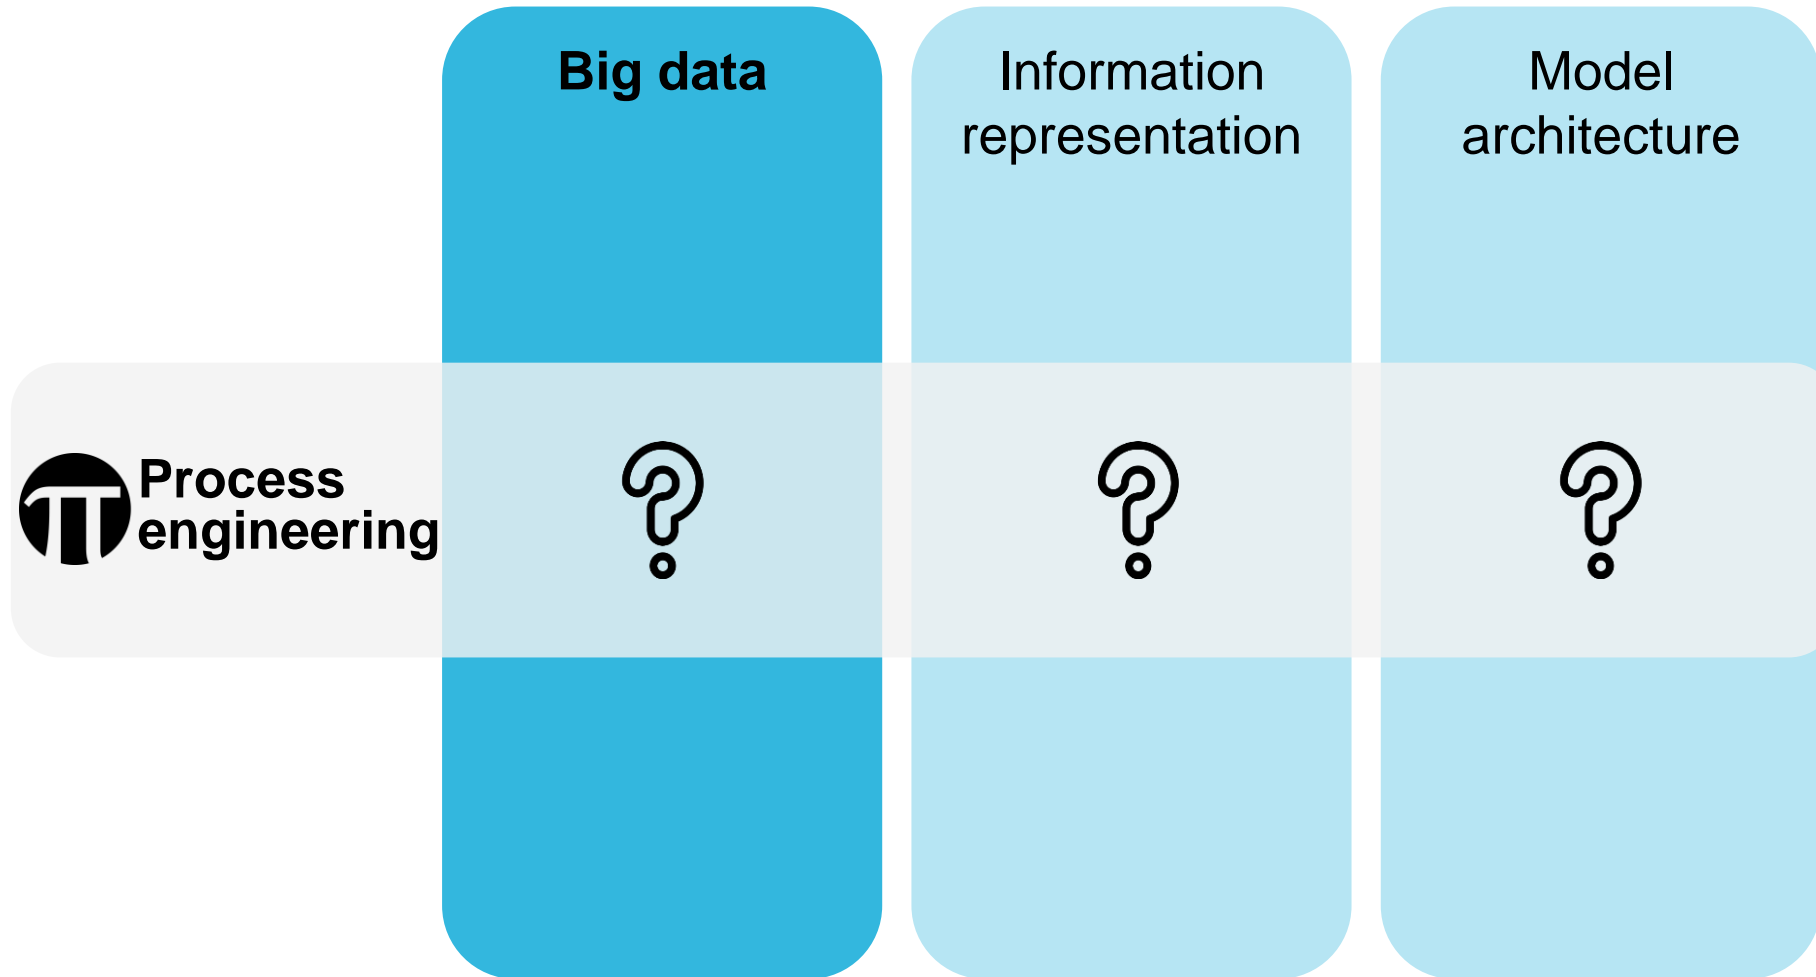 Big data
Information
representation
Model
architecture
Process
engineering
?
?
?